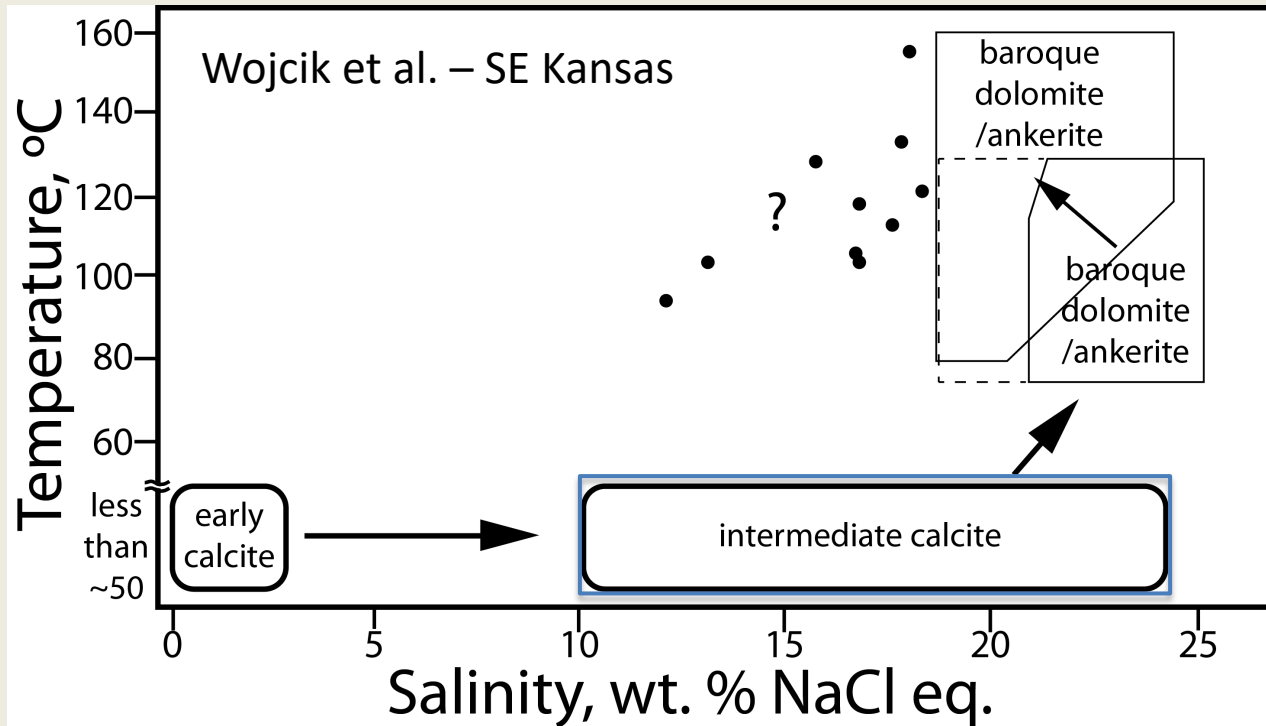 Wojcik et al. – SE Kansas
Temperature, ºC
160
140
120
100
80
60
less
than
~50
baroque
dolomite
/ankerite
?
baroque
dolomite
/ankerite
early
calcite
intermediate calcite
0
5
10
15
20
25
Salinity, wt. % NaCl eq.